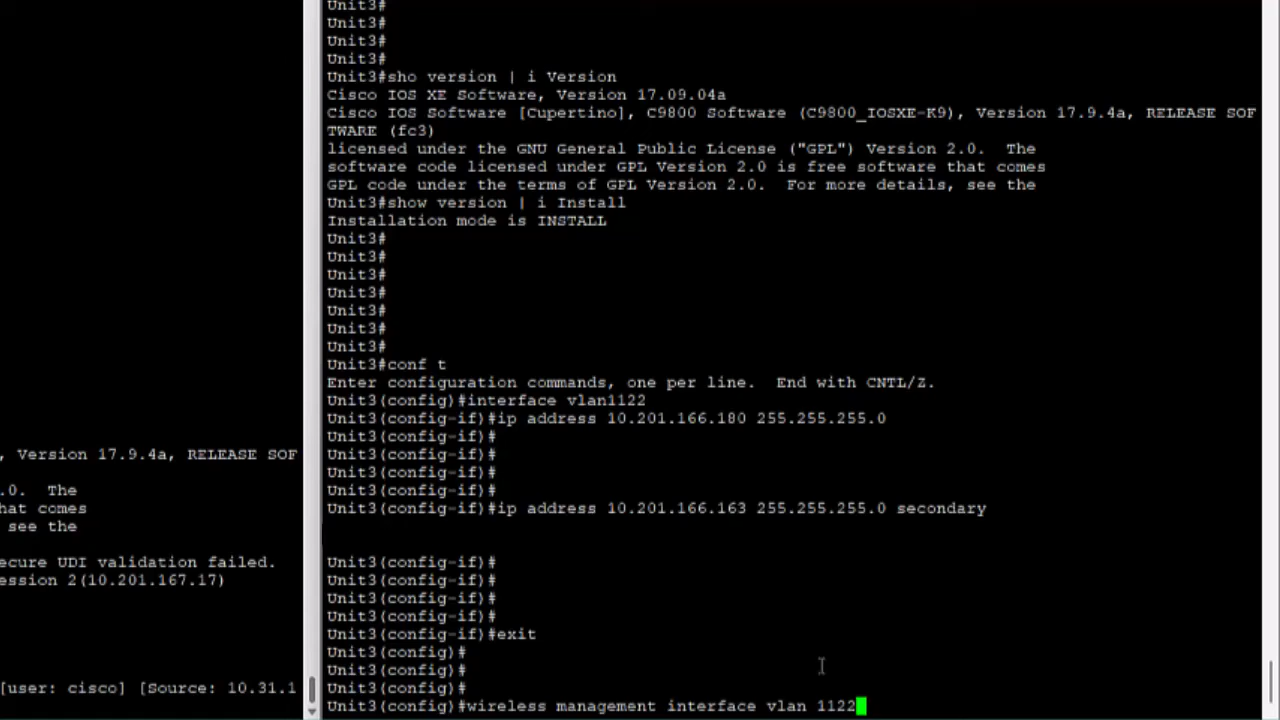 , Version 17.9.4a, RELEASE SOF
.0.  The
hat comes
 see the
ecure UDI validation failed.
ession 2(10.201.167.17)
[user: cisco] [Source: 10.31.1
Unit3#
Unit3#
Unit3#
Unit3#
Unit3#sho version | i Version
Cisco IOS XE Software, Version 17.09.04a
Cisco IOS Software [Cupertino], C9800 Software (C9800_IOSXE-K9), Version 17.9.4a, RELEASE SOF
TWARE (fc3)
licensed under the GNU General Public License ("GPL") Version 2.0.  The
software code licensed under GPL Version 2.0 is free software that comes
GPL code under the terms of GPL Version 2.0.  For more details, see the
Unit3#show version | i Install
Installation mode is INSTALL
Unit3#
Unit3#
Unit3#
Unit3#
Unit3#
Unit3#
Unit3#
Unit3#conf t
Enter configuration commands, one per line.  End with CNTL/Z.
Unit3(config)#interface vlan1122
Unit3(config-if)#ip address 10.201.166.180 255.255.255.0
Unit3(config-if)#
Unit3(config-if)#
Unit3(config-if)#
Unit3(config-if)#
Unit3(config-if)#ip address 10.201.166.163 255.255.255.0 secondary
Unit3(config-if)#
Unit3(config-if)#
Unit3(config-if)#
Unit3(config-if)#
Unit3(config-if)#exit
Unit3(config)#
Unit3(config)#
Unit3(config)#
Unit3(config)#wireless management interface vlan 1122